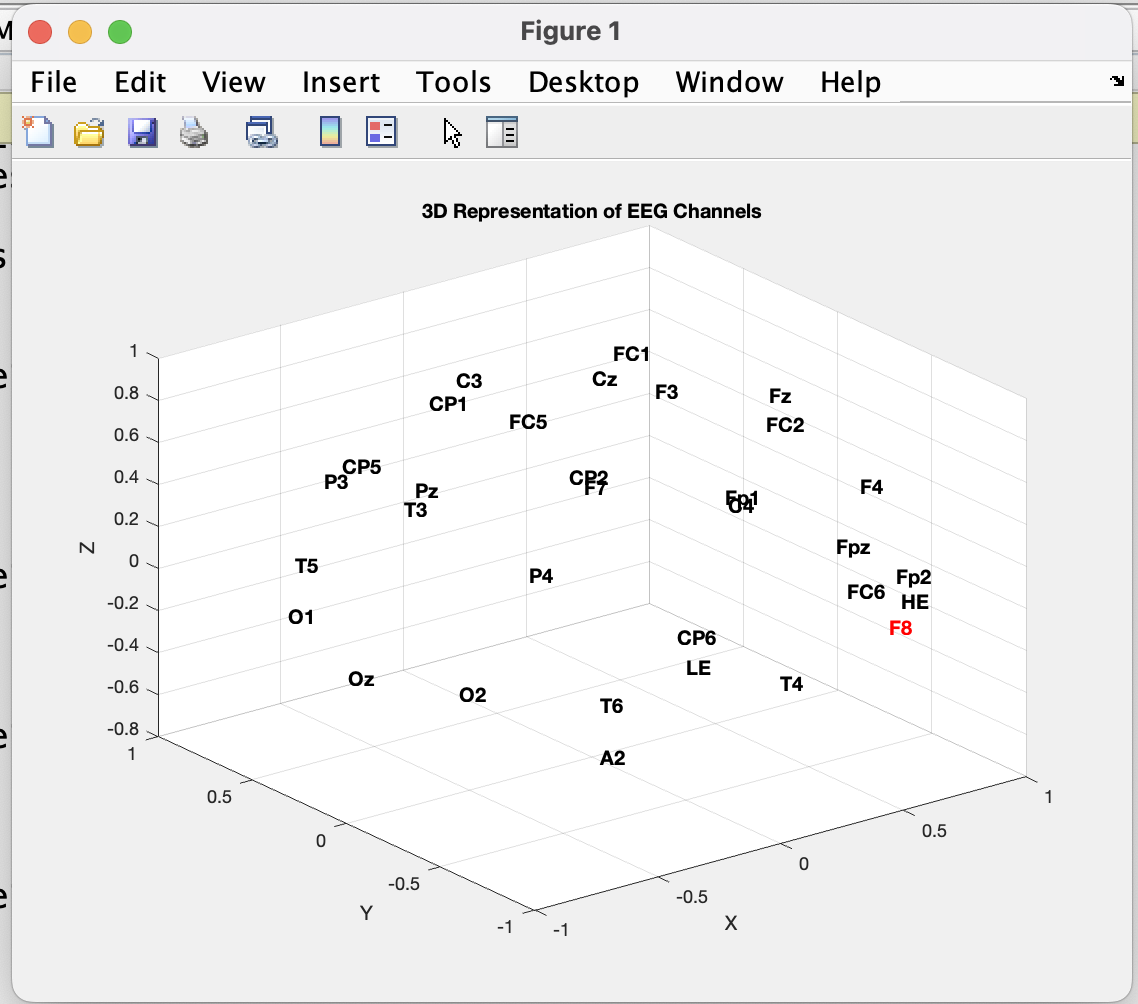 M
Figure 1
File Edit View Insert Tools Desktop Window Help
3D Representation of EEG Channels
FC1
Cz
C3
F3
Fz
CP1
FC5
FC2
CP5
P3
CP2
F7
Pz
F4
Fp1
C4
T3
Fpz
T5
P4
Fp2
FC6
HE
O1
F8
CP6
LE
Oz
T4
O2
T6
A2
Z
1
0.8
0.6
0.4
0.2
0
-0.2
-0.4
-0.6
-0.8
1
0.5
0
-0.5
-1
Y
-1
-0.5
0
0.5
1
X